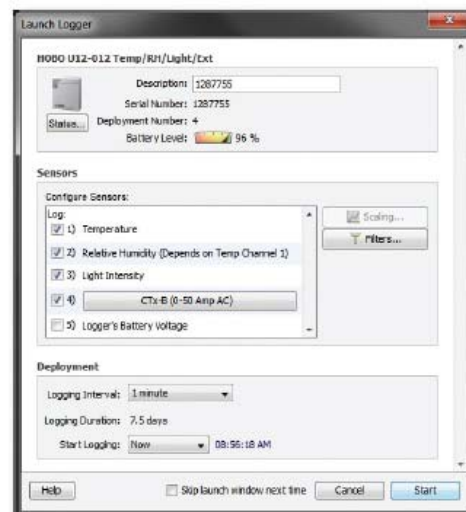 Launch Logger
HOBO U12-012 Temp/RH/Light/Ext
Description: 1287755
Serial Number: 1287755
Status... Deployment Number: 4
Battery Level: 96 %
Sensors
Configure Sensors:
Log:
1) Temperature
2) Relative Humidity (Depends on Temp Channel 1)
3) Light Intensity
4) CTx-B (0-50 Amp AC)
5) Logger's Battery Voltage
Scaling...
Filters...
Deployment
Logging Interval: 1 minute
Logging Duration: 7.5 days
Start Logging: Now 08:56:18 AM
Help Skip launch window next time Cancel Start